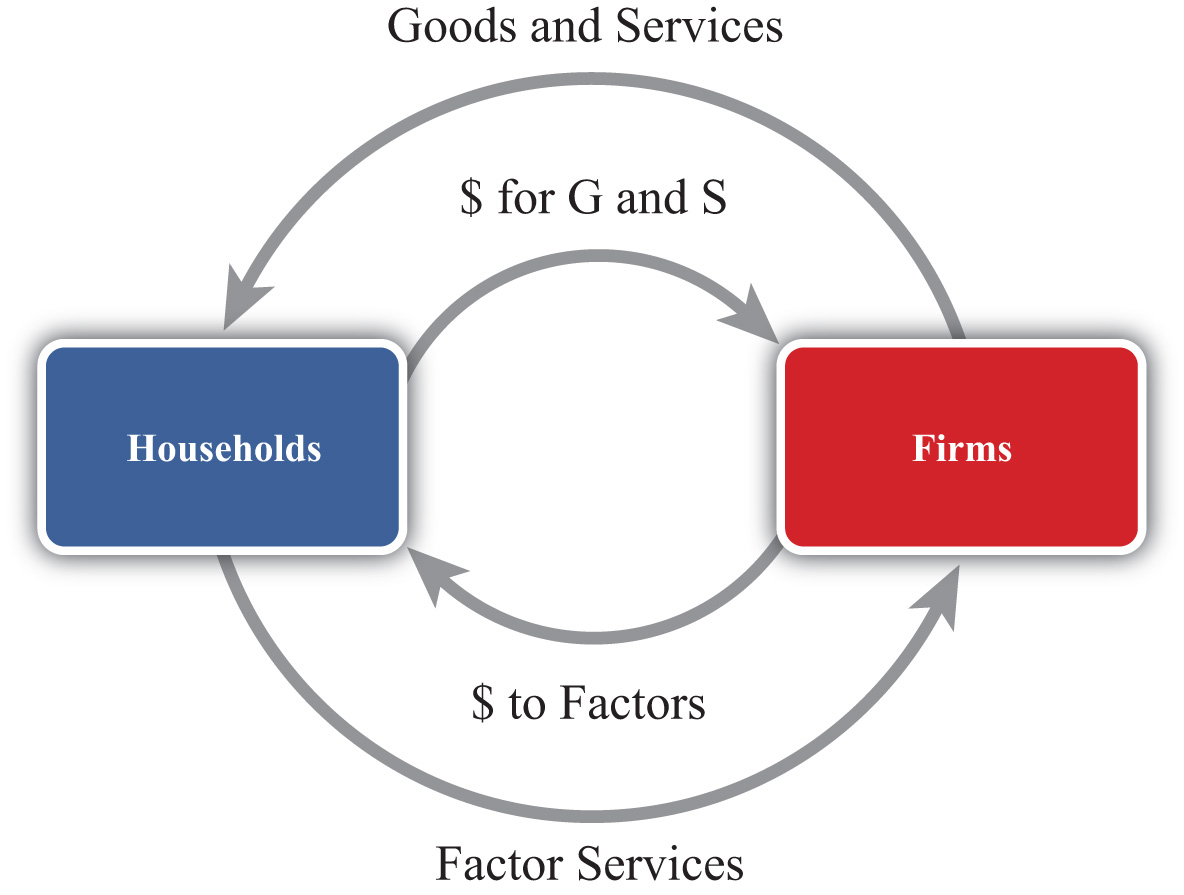 Goods and Services
$ for G and S
Households
Firms
$ to Factors
Factor Services